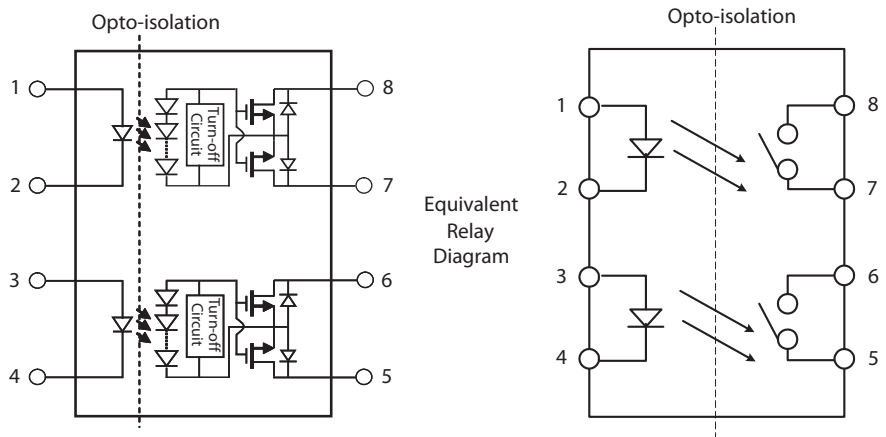 Opto-isolation
1
2
3
4
Turn-off
Circuit
Turn-off
Circuit
8
7
6
5
Equivalent
Relay
Diagram
Opto-isolation
1
2
3
4
8
7
6
5